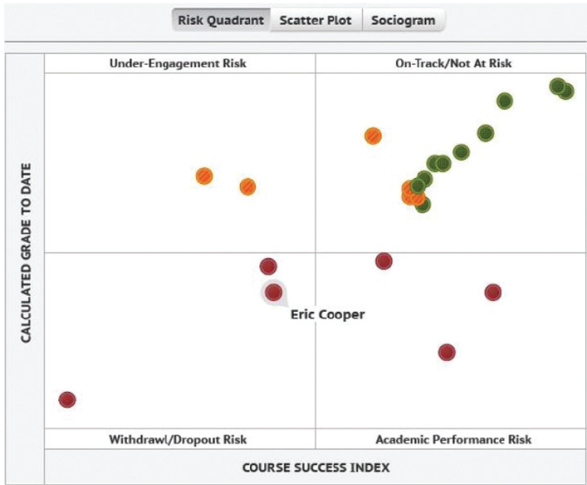 Risk Quadrant Scatter Plot Sociogram
Under-Engagement Risk On-Track/Not At Risk
CALCULATED GRADE TO DATE
Eric Cooper
Withdrawl/Dropout Risk Academic Performance Risk
COURSE SUCCESS INDEX